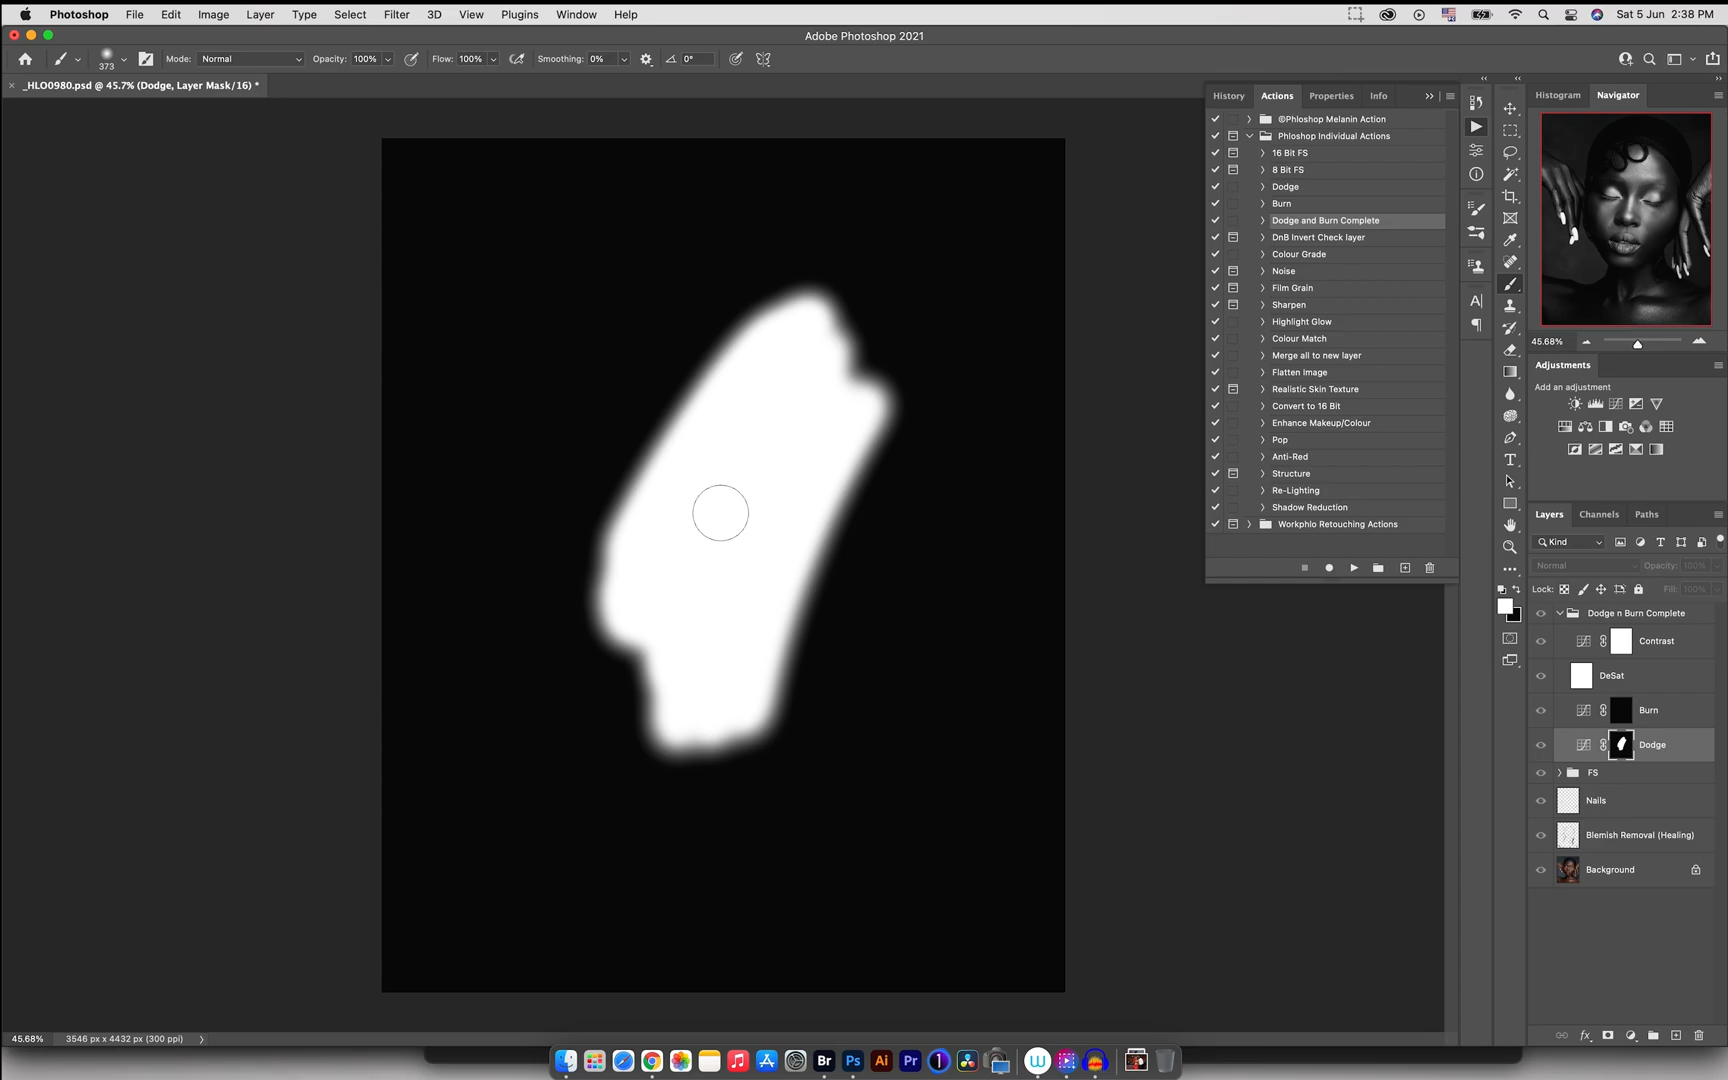 Photoshop File Edit Image Layer Type Select Filter 3D View Plugins Window Help Sat 5 Jun 2:38 PM
Adobe Photoshop 2021
373 Mode: Normal Opacity: 100% Flow: 100% Smoothing: 0% 0°
_HLO0980.psd @ 45.7% (Dodge, Layer Mask/16) *
History Actions Properties Info
©Phloshop Melanin Action
Phloshop Individual Actions
16 Bit FS
8 Bit FS
Dodge
Burn
Dodge and Burn Complete
DnB Invert Check layer
Colour Grade
Noise
Film Grain
Sharpen
Highlight Glow
Colour Match
Merge all to new layer
Flatten Image
Realistic Skin Texture
Convert to 16 Bit
Enhance Makeup/Colour
Pop
Anti-Red
Structure
Re-Lighting
Shadow Reduction
Workphlo Retouching Actions
Histogram Navigator
45.68%
Adjustments
Add an adjustment
Layers Channels Paths
Kind
Normal Opacity: 100%
Lock: Fill: 100%
Dodge n Burn Complete
Contrast
DeSat
Burn
Dodge
FS
Nails
Blemish Removal (Healing)
Background
45.68% 3546 px x 4432 px (300 ppi)
Br Ps Ai Pr